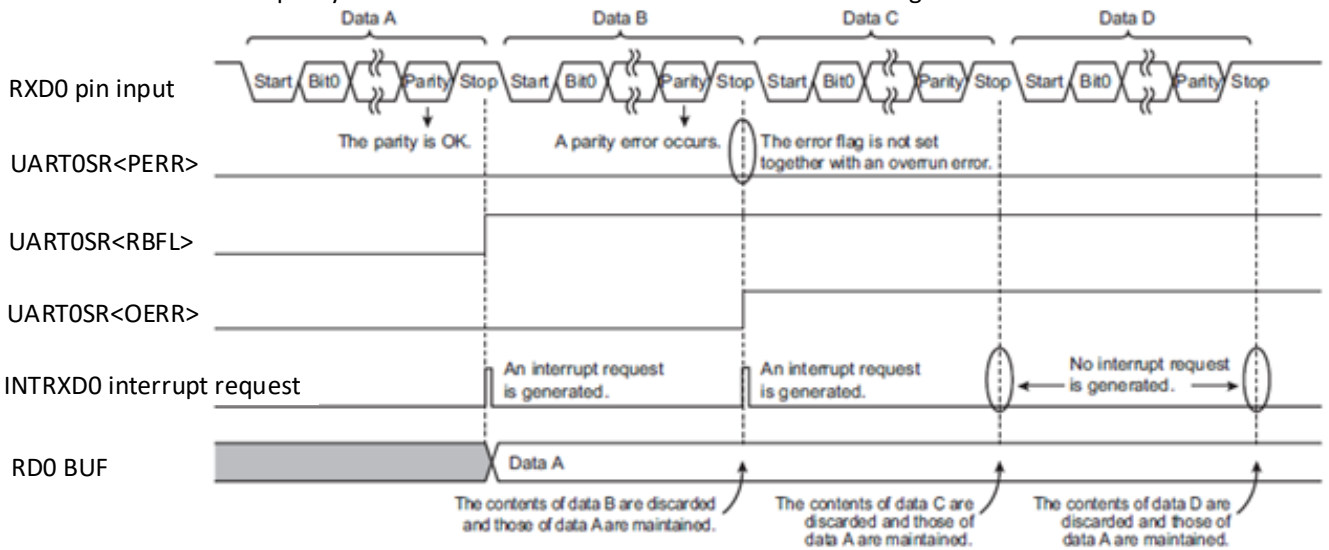 Data A Data B Data C Data D
RXD0 pin input
Start Bit0 Parity Stop Start Bit0 Parity Stop Start Bit0 Parity Stop Start Bit0 Parity Stop
The parity is OK.
A parity error occurs.
The error flag is not set
together with an overrun error.
UART0SR<PERR>
UART0SR<RBFL>
UART0SR<OERR>
INTRXD0 interrupt request
An interrupt request
is generated.
An interrupt request
is generated.
No interrupt request
is generated.
RD0 BUF
Data A
The contents of data B are discarded
and those of data A are maintained.
The contents of data C are
discarded and those of
data A are maintained.
The contents of data D are
discarded and those of
data A are maintained.